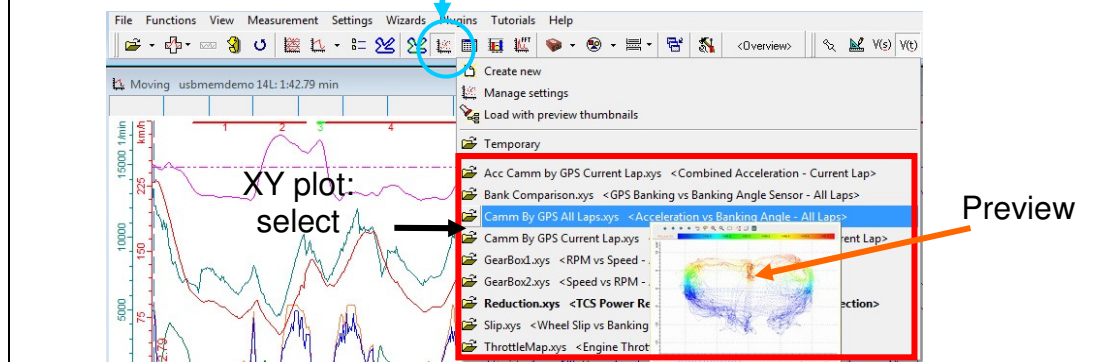 File Functions View Measurement Settings Wizards Plugins Tutorials Help
<Overview> V(s) V(t)
Moving usbmemdemo 14L: 1:42.79 min
Create new
Manage settings
Load with preview thumbnails
Temporary
1 2 3 4
1/min
km/h
15000
225
10000
150
5000
75
XY plot:
select
Acc Camm by GPS Current Lap.xys <Combined Acceleration - Current Lap>
Bank Comparison.xys <GPS Banking vs Banking Angle Sensor - All Laps>
Camm By GPS All Laps.xys <Acceleration vs Banking Angle - All Laps>
Camm By GPS Current Lap.xys rent Lap>
GearBox1.xys <RPM vs Speed -
GearBox2.xys <Speed vs RPM -
Reduction.xys <TCS Power Re ection>
Slip.xys <Wheel Slip vs Banking
ThrottleMap.xys <Engine Throt
Preview